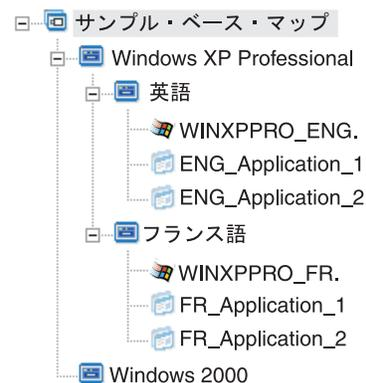 サンプル・ベース・マップ
Windows XP Professional
英語
WINXPPRO_ENG.
ENG_Application_1
ENG_Application_2
フランス語
WINXPPRO_FR.
FR_Application_1
FR_Application_2
Windows 2000